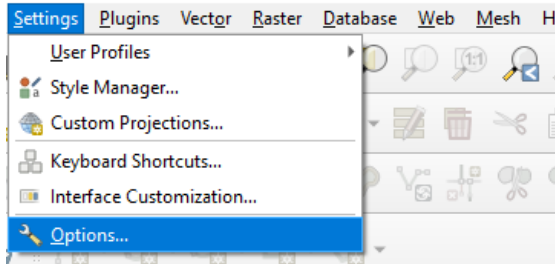 Settings Plugins Vector Raster Database Web Mesh H
User Profiles
Style Manager...
Custom Projections...
Keyboard Shortcuts...
Interface Customization...
Options...